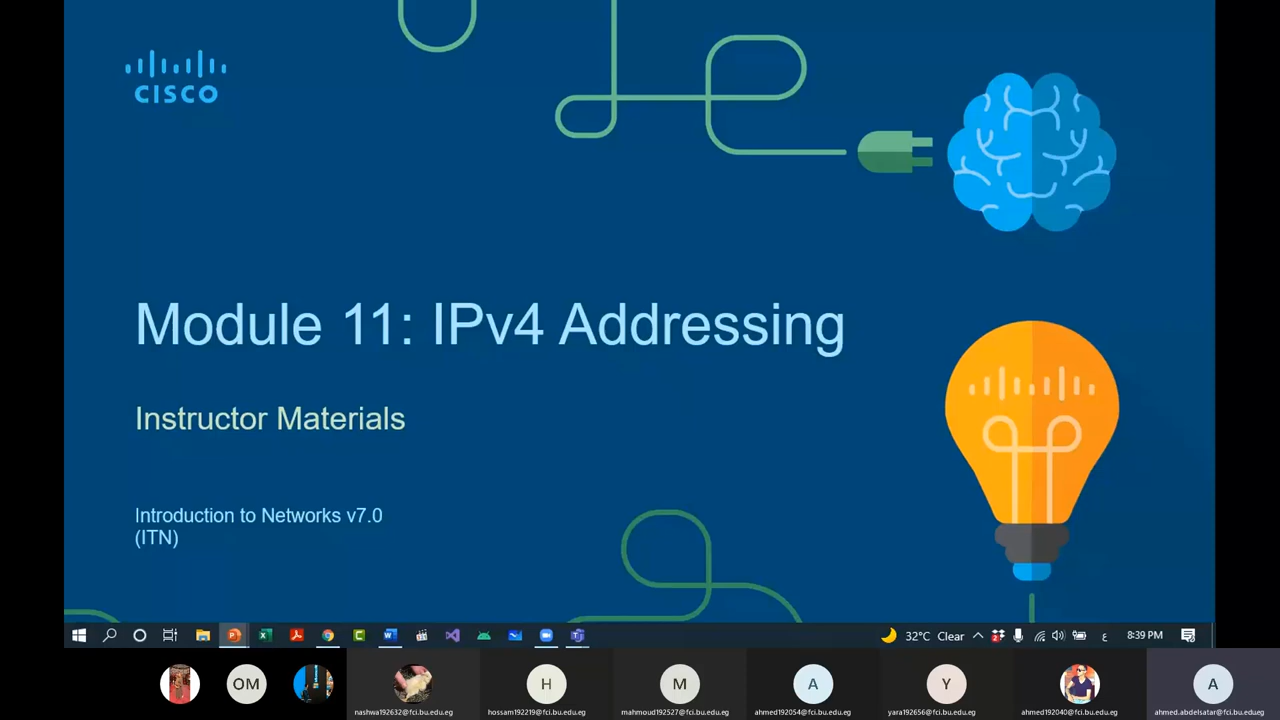 CISCO
Module 11: IPv4 Addressing
Instructor Materials
Introduction to Networks v7.0
(ITN)
32°C Clear
ع
8:39 PM
OM
H
M
A
Y
A
nashwa192632@fci.bu.edu.eg
hossam192219@fci.bu.edu.eg
mahmoud192527@fci.bu.edu.eg
ahmed192054@fci.bu.edu.eg
yara192656@fci.bu.edu.eg
ahmed192040@fci.bu.edu.eg
ahmed.abdelsatar@fci.bu.edueg